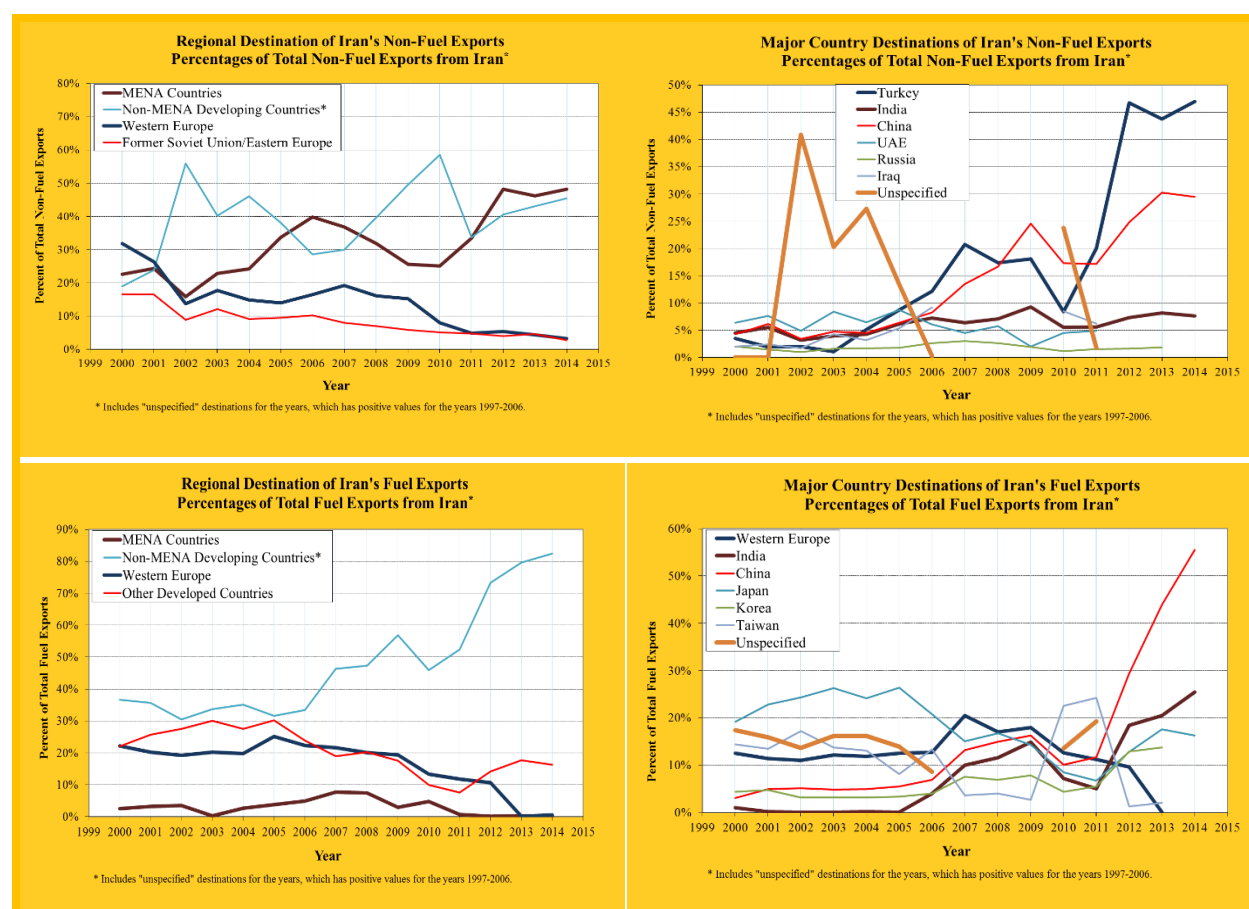 Regional Destination of Iran's Non-Fuel Exports
Percentages of Total Non-Fuel Exports from Iran*
80%
70%
60%
50%
40%
30%
20%
10%
0%
Percent of Total Non-Fuel Exports
MENA Countries
Non-MENA Developing Countries*
Western Europe
Former Soviet Union/Eastern Europe
1999 2000 2001 2002 2003 2004 2005 2006 2007 2008 2009 2010 2011 2012 2013 2014 2015
Year
* Includes "unspecified" destinations for the years, which has positive values for the years 1997-2006.
Major Country Destinations of Iran's Non-Fuel Exports
Percentages of Total Non-Fuel Exports from Iran*
50%
45%
40%
35%
30%
25%
20%
15%
10%
5%
0%
Percent of Total Non-Fuel Exports
Turkey
India
China
UAE
Russia
Iraq
Unspecified
1999 2000 2001 2002 2003 2004 2005 2006 2007 2008 2009 2010 2011 2012 2013 2014 2015
Year
* Includes "unspecified" destinations for the years, which has positive values for the years 1997-2006.
Regional Destination of Iran's Fuel Exports
Percentages of Total Fuel Exports from Iran*
90%
80%
70%
60%
50%
40%
30%
20%
10%
0%
Percent of Total Fuel Exports
MENA Countries
Non-MENA Developing Countries*
Western Europe
Other Developed Countries
1999 2000 2001 2002 2003 2004 2005 2006 2007 2008 2009 2010 2011 2012 2013 2014 2015
Year
* Includes "unspecified" destinations for the years, which has positive values for the years 1997-2006.
Major Country Destinations of Iran's Fuel Exports
Percentages of Total Fuel Exports from Iran*
60%
50%
40%
30%
20%
10%
0%
Percent of Total Fuel Exports
Western Europe
India
China
Japan
Korea
Taiwan
Unspecified
1999 2000 2001 2002 2003 2004 2005 2006 2007 2008 2009 2010 2011 2012 2013 2014 2015
Year
* Includes "unspecified" destinations for the years, which has positive values for the years 1997-2006.